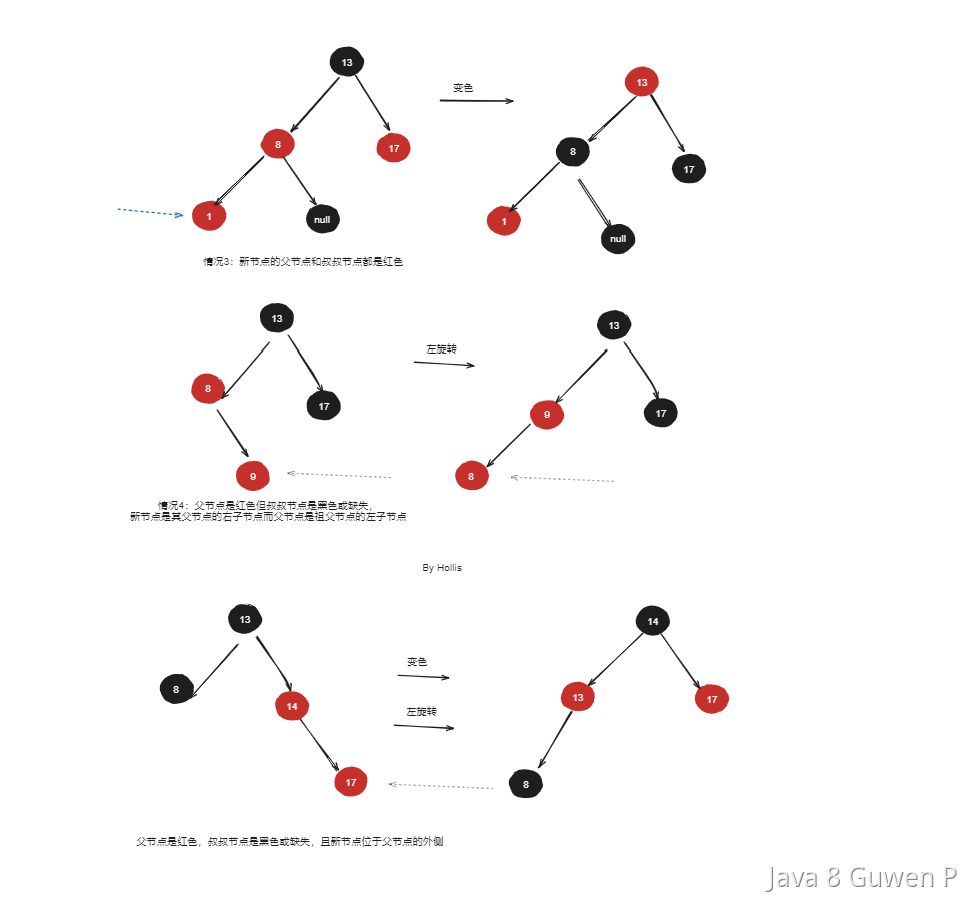 13
变色
13
8
17
8
17
1
null
1
null
情况3：新节点的父节点和叔叔节点都是红色
13
13
左旋转
8
17
9
17
9
8
情况4：父节点是红色但叔叔节点是黑色或缺失，
新节点是其父节点的右子节点而父节点是祖父节点的左子节点
By Hollis
13
14
变色
8
14
13
17
左旋转
17
8
父节点是红色，叔叔节点是黑色或缺失，且新节点位于父节点的外侧
Java 8 Guwen P